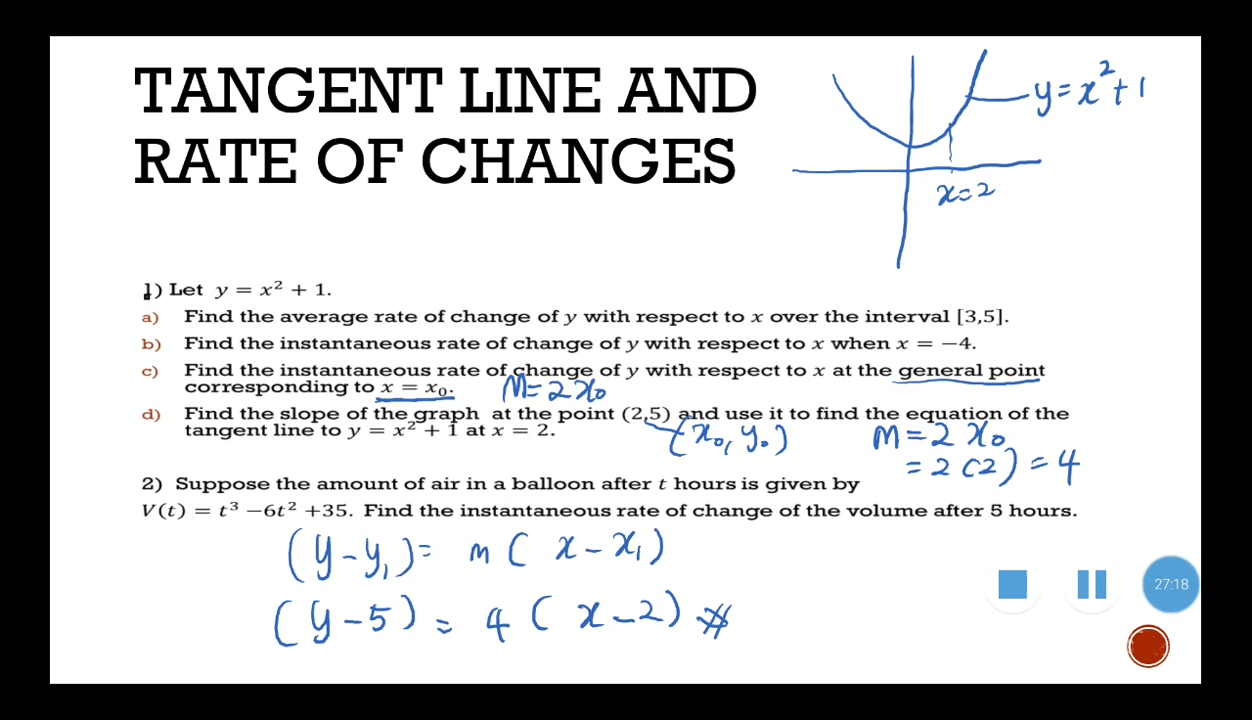 TANGENT LINE AND
RATE OF CHANGES
y = x² + 1
x = 2
1) Let y = x² + 1.
a) Find the average rate of change of y with respect to x over the interval [3,5].
b) Find the instantaneous rate of change of y with respect to x when x = −4.
c) Find the instantaneous rate of change of y with respect to x at the general point
corresponding to x = x₀. M = 2x₀
d) Find the slope of the graph at the point (2,5) and use it to find the equation of the
tangent line to y = x² + 1 at x = 2.
(x₀, y₀)
M = 2 x₀
= 2 (2) = 4
2) Suppose the amount of air in a balloon after t hours is given by
V(t) = t³ −6t² +35. Find the instantaneous rate of change of the volume after 5 hours.
(y − y₁) = m ( x − x₁)
(y − 5) = 4 ( x − 2) #
27:18